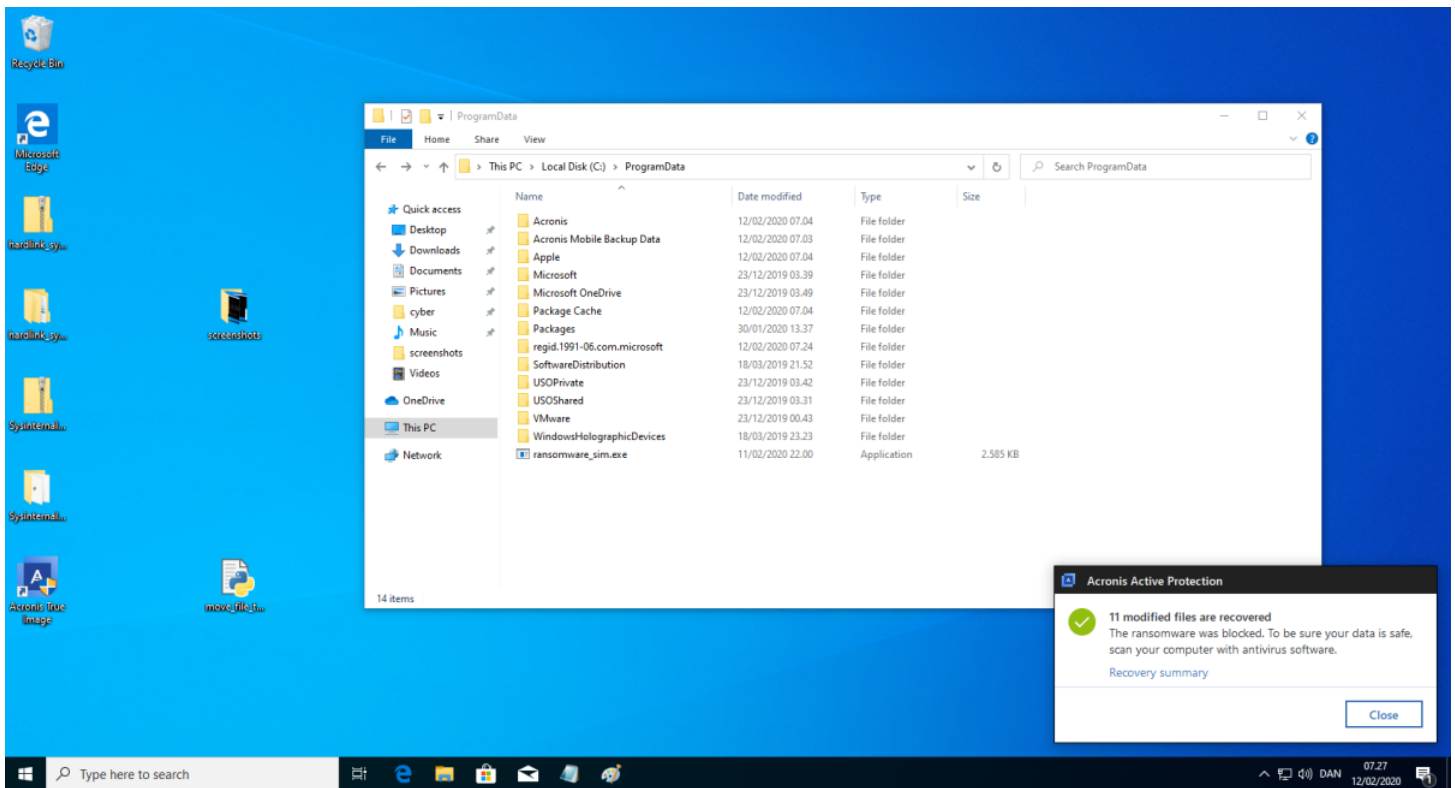 Recycle Bin
Microsoft
Edge
hardlink_sy...
hardlink_sy...
screenshots
Sysinternal...
Sysinternal...
Acronis True
Image
move_file_t...
ProgramData
File Home Share View
This PC > Local Disk (C:) > ProgramData
Search ProgramData
Name Date modified Type Size
Quick access
Desktop
Downloads
Documents
Pictures
cyber
Music
screenshots
Videos
OneDrive
This PC
Network
Acronis 12/02/2020 07.04 File folder
Acronis Mobile Backup Data 12/02/2020 07.03 File folder
Apple 12/02/2020 07.04 File folder
Microsoft 23/12/2019 03.39 File folder
Microsoft OneDrive 23/12/2019 03.49 File folder
Package Cache 12/02/2020 07.04 File folder
Packages 30/01/2020 13.37 File folder
regid.1991-06.com.microsoft 12/02/2020 07.24 File folder
SoftwareDistribution 18/03/2019 21.52 File folder
USOPrivate 23/12/2019 03.42 File folder
USOShared 23/12/2019 03.31 File folder
VMware 23/12/2019 00.43 File folder
WindowsHolographicDevices 18/03/2019 23.23 File folder
ransomware_sim.exe 11/02/2020 22.00 Application 2.585 KB
14 items
Acronis Active Protection
11 modified files are recovered
The ransomware was blocked. To be sure your data is safe,
scan your computer with antivirus software.
Recovery summary
Close
Type here to search
DAN
07.27
12/02/2020
1